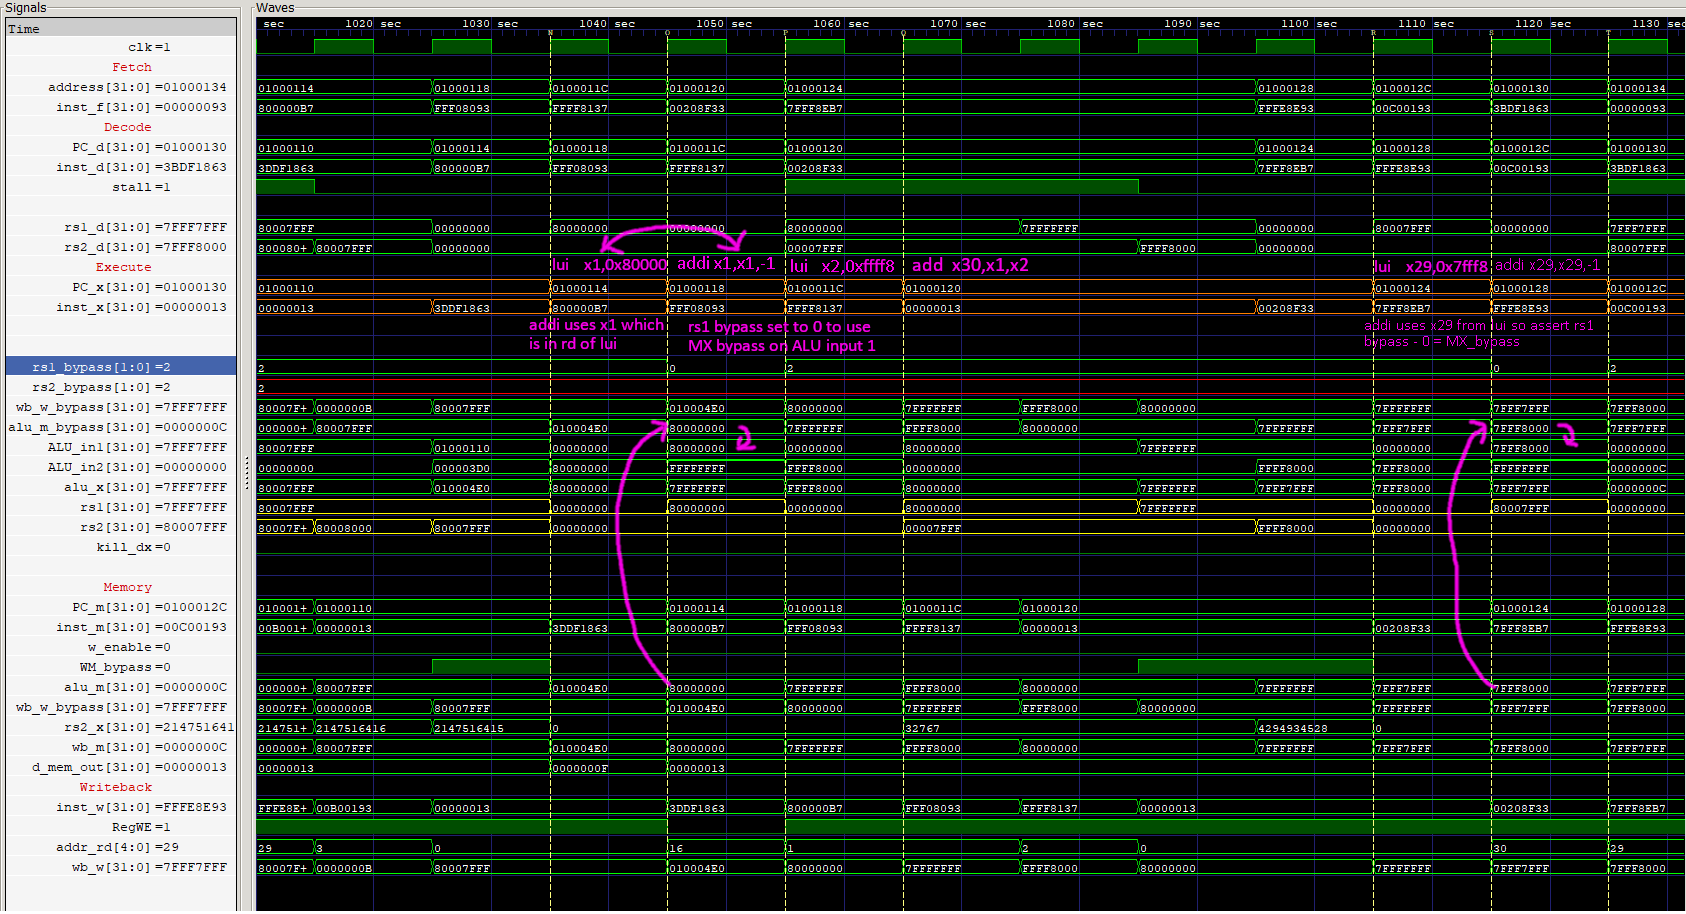 Signals
Waves
Time
sec 1020 sec 1030 sec 1040 sec 1050 sec 1060 sec 1070 sec 1080 sec 1090 sec 1100 sec 1110 sec 1120 sec 1130 sec
clk=1
Fetch
address[31:0]=01000134 01000114 01000118 0100011C 01000120 01000124 01000128 0100012C 01000130 01000134
inst_f[31:0]=00000093 800000B7 FFF08093 FFFF8137 00208F33 7FFF8EB7 FFFE8E93 00C00193 3BDF1863 00000093
Decode
PC_d[31:0]=01000130 01000110 01000114 01000118 0100011C 01000120 01000124 01000128 0100012C 01000130
inst_d[31:0]=3BDF1863 3DDF1863 800000B7 FFF08093 FFFF8137 00208F33 7FFF8EB7 FFFE8E93 00C00193 3BDF1863
stall=1
rs1_d[31:0]=7FFF7FFF 80007FFF 00000000 80000000 00000000 80000000 7FFFFFFF 00000000 80007FFF 00000000 7FFF7FFF
rs2_d[31:0]=7FFF8000 800080+ 80007FFF 00000000 00007FFF FFFF8000 00000000 80007FFF
Execute
lui x1,0x80000 addi x1,x1,-1 lui x2,0xffff8 add x30,x1,x2 lui x29,0x7fff8 addi x29,x29,-1
PC_x[31:0]=01000130 01000110 01000114 01000118 0100011C 01000120 01000124 01000128 0100012C
inst_x[31:0]=00000013 00000013 3DDF1863 800000B7 FFF08093 FFFF8137 00000013 00208F33 7FFF8EB7 FFFE8E93 00C00193
addi uses x1 which
is in rd of lui
rs1 bypass set to 0 to use
MX bypass on ALU input 1
addi uses x29 from lui so assert rs1
bypass - 0 = MX_bypass
rs1_bypass[1:0]=2 2 0 2 0 2
rs2_bypass[1:0]=2 2
wb_w_bypass[31:0]=7FFF7FFF 80007F+ 0000000B 80007FFF 010004E0 80000000 7FFFFFFF FFFF8000 80000000 7FFFFFFF 7FFF7FFF 7FFF8000
alu_m_bypass[31:0]=0000000C 000000+ 80007FFF 010004E0 80000000 7FFFFFFF FFFF8000 80000000 7FFFFFFF 7FFF7FFF 7FFF8000 7FFF7FFF
ALU_in1[31:0]=7FFF7FFF 80007FFF 01000110 00000000 80000000 00000000 80000000 7FFFFFFF 00000000 7FFF8000 00000000
ALU_in2[31:0]=00000000 00000000 000003D0 80000000 FFFFFFFF FFFF8000 00000000 FFFF8000 7FFF8000 FFFFFFFF 0000000C
alu_x[31:0]=7FFF7FFF 80007FFF 010004E0 80000000 7FFFFFFF FFFF8000 80000000 7FFFFFFF 7FFF7FFF 7FFF8000 7FFF7FFF 0000000C
rs1[31:0]=7FFF7FFF 80007FFF 00000000 80000000 00000000 80000000 7FFFFFFF 00000000 80007FFF 00000000
rs2[31:0]=80007FFF 80007F+ 80008000 80007FFF 00000000 00007FFF FFFF8000 00000000
kill_dx=0
Memory
PC_m[31:0]=0100012C 010001+ 01000110 01000114 01000118 0100011C 01000120 01000124 01000128
inst_m[31:0]=00C00193 00B001+ 00000013 3DDF1863 800000B7 FFF08093 FFFF8137 00000013 00208F33 7FFF8EB7 FFFE8E93
w_enable=0
WM_bypass=0
alu_m[31:0]=0000000C 000000+ 80007FFF 010004E0 80000000 7FFFFFFF FFFF8000 80000000 7FFFFFFF 7FFF7FFF 7FFF8000 7FFF7FFF
wb_w_bypass[31:0]=7FFF7FFF 80007F+ 0000000B 80007FFF 010004E0 80000000 7FFFFFFF FFFF8000 80000000 7FFFFFFF 7FFF7FFF 7FFF8000
rs2_x[31:0]=214751641 214751+ 2147516416 2147516415 0 32767 4294934528 0
wb_m[31:0]=0000000C 000000+ 80007FFF 010004E0 80000000 7FFFFFFF FFFF8000 80000000 7FFFFFFF 7FFF7FFF 7FFF8000 7FFF7FFF
d_mem_out[31:0]=00000013 00000013 0000000F 00000013
Writeback
inst_w[31:0]=FFFE8E93 FFFE8E+ 00B00193 00000013 3DDF1863 800000B7 FFF08093 FFFF8137 00000013 00208F33 7FFF8EB7
RegWE=1
addr_rd[4:0]=29 29 3 0 16 1 2 0 30 29
wb_w[31:0]=7FFF7FFF 80007F+ 0000000B 80007FFF 010004E0 80000000 7FFFFFFF FFFF8000 80000000 7FFFFFFF 7FFF7FFF 7FFF8000